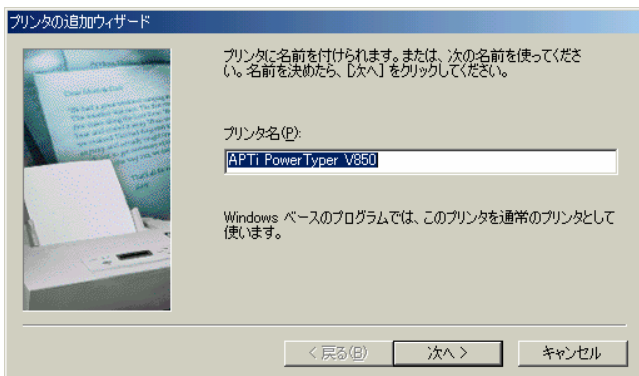 プリンタの追加ウィザード
プリンタに名前を付けられます。または、次の名前を使ってくださ
い。名前を決めたら、[次へ] をクリックしてください。
プリンタ名(P):
APTi PowerTyper V850
Windows ベースのプログラムでは、このプリンタを通常のプリンタとして
使います。
< 戻る(B)
次へ >
キャンセル